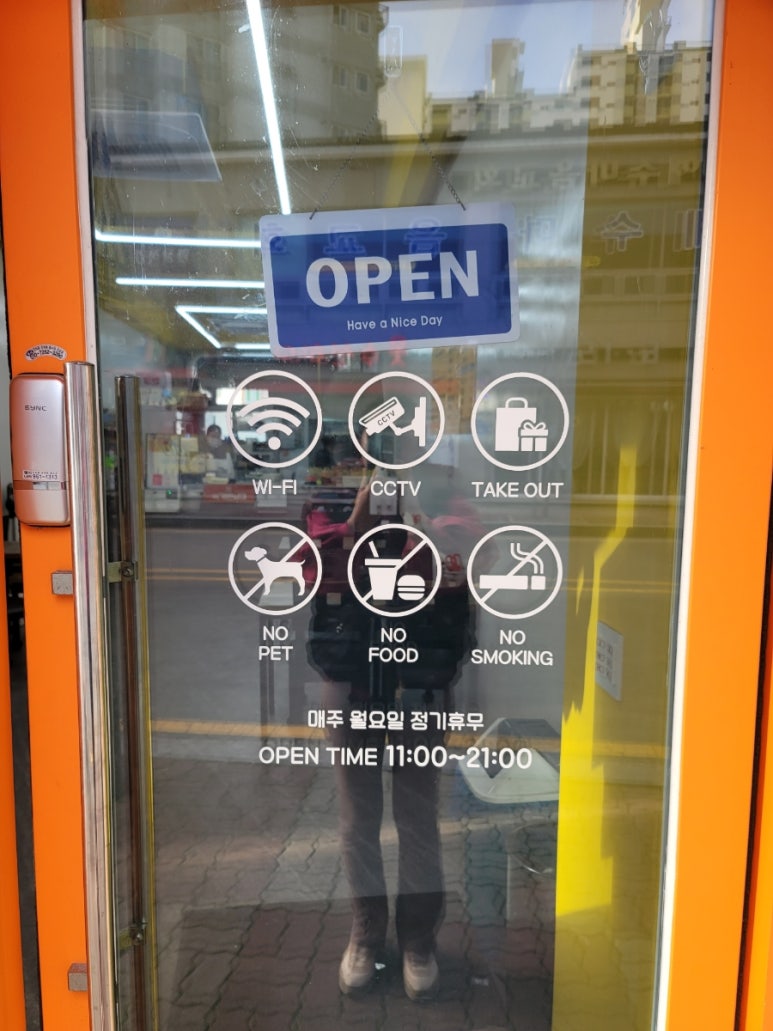 OPEN
Have a Nice Day
WI-FI
CCTV
CCTV
TAKE OUT
NO
PET
NO
FOOD
NO
SMOKING
매주 월요일 정기휴무
OPEN TIME 11:00~21:00